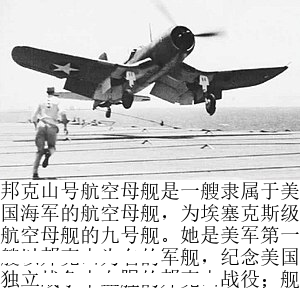 邦克山号航空母舰是一艘隶属于美
国海军的航空母舰，为埃塞克斯级
航空母舰的九号舰。她是美军第一
军舰，纪念美国
独立战役；舰